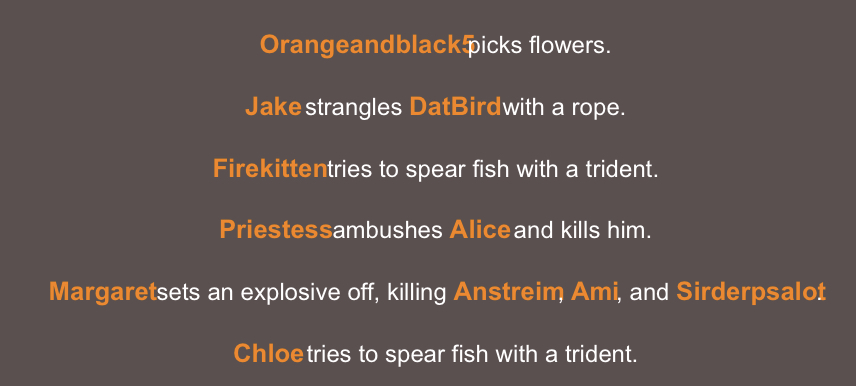 Orangeandblack5 picks flowers.
Jake strangles DatBird with a rope.
Firekitten tries to spear fish with a trident.
Priestess ambushes Alice and kills him.
Margaret sets an explosive off, killing Anstreim, Ami, and Sirderpsalot.
Chloe tries to spear fish with a trident.